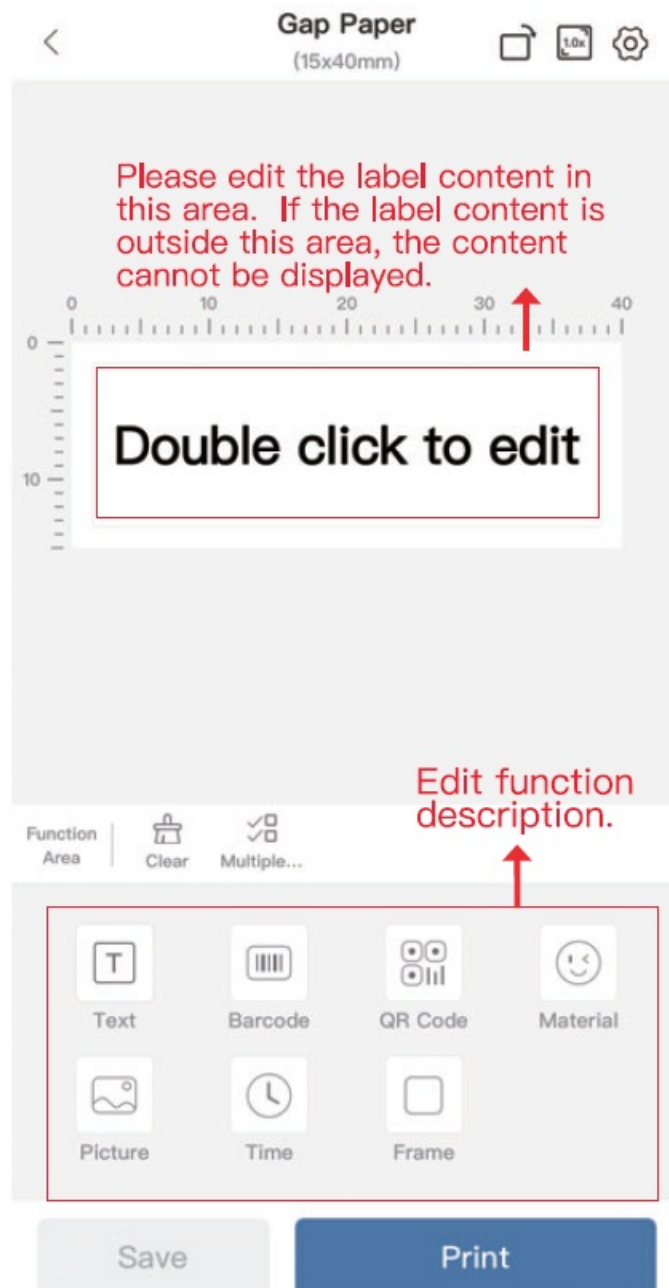 Gap Paper
(15x40mm)
1.0x
Please edit the label content in
this area. If the label content is
outside this area, the content
cannot be displayed.
0 10 20 30 40
0
Double click to edit
10
Edit function
description.
Function
Area
Clear Multiple...
T
Text Barcode QR Code Material
Picture Time Frame
Save Print